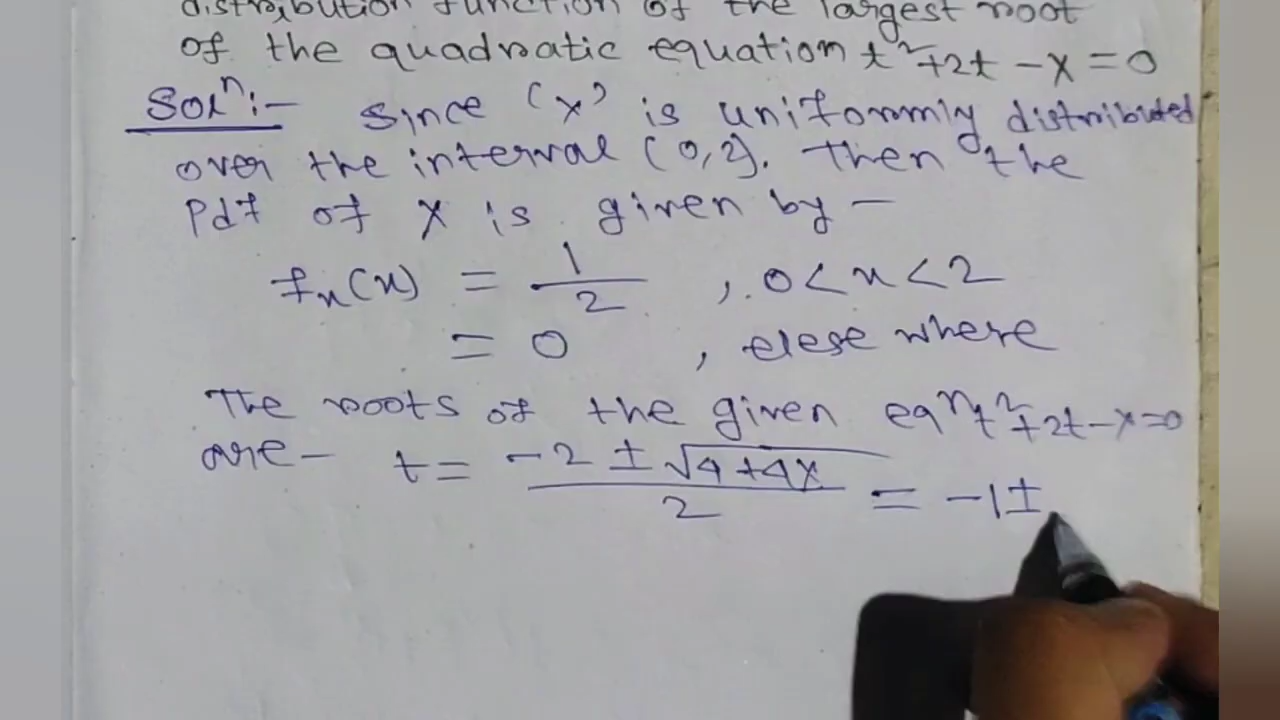 distribution function of the largest root
of the quadratic equation t²+2t-x=0
Solⁿ:- Since 'x' is uniformly distributed
over the interval (0,2). Then the
Pdf of X is given by -
fₓ(x) = 1/2 , 0<x<2
= 0 , elese where
The roots of the given eqⁿ t²+2t-x=0
are- t = (-2 ± √4+4x)/2 = -1±